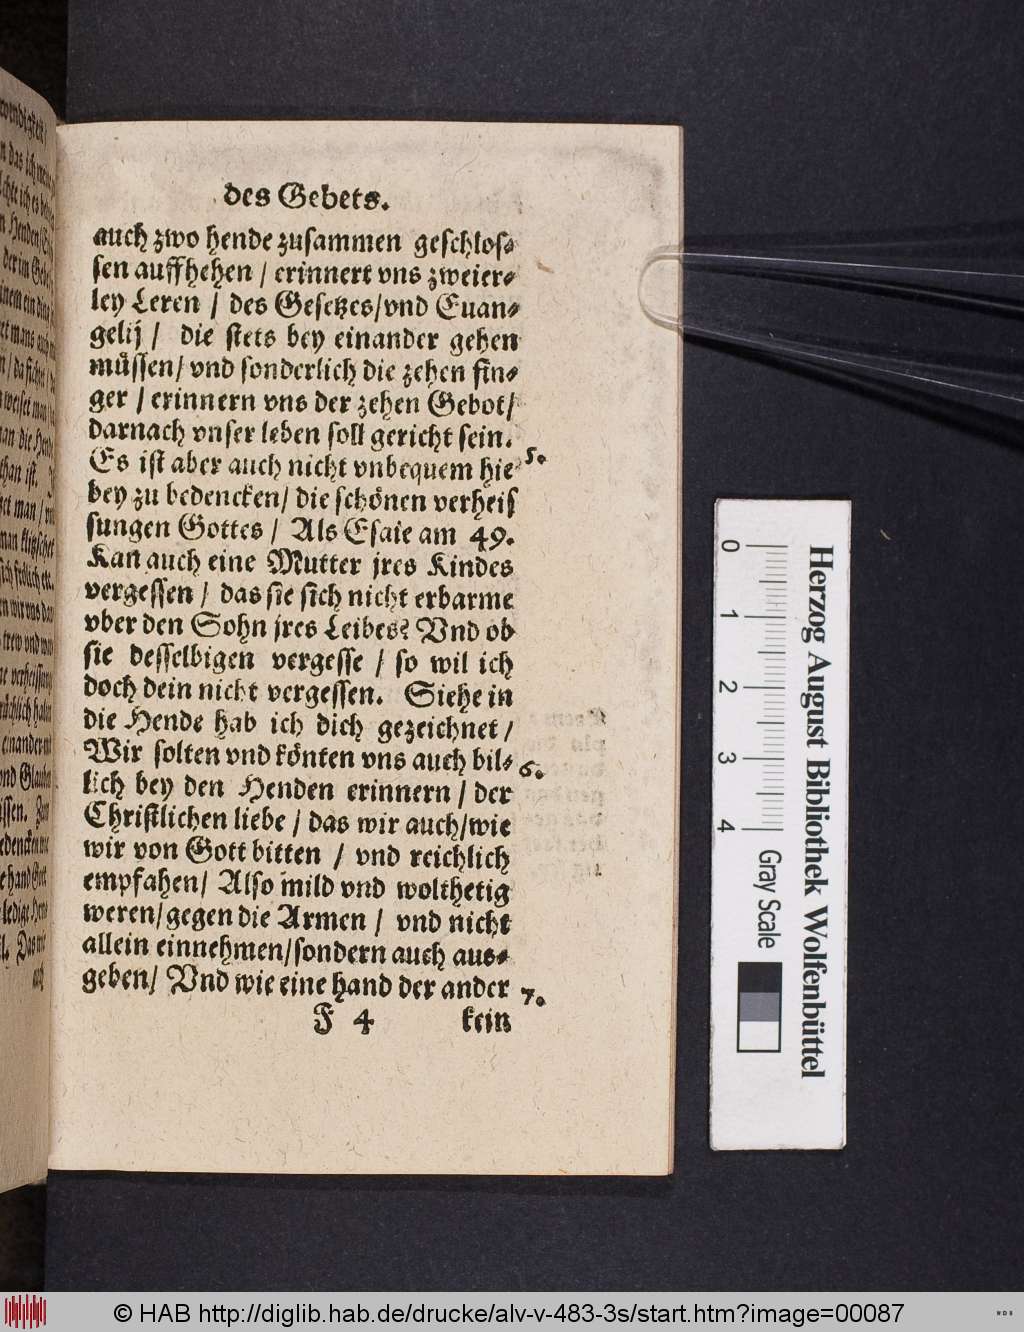 des Gebets.
auch zwo hende zusammen geschlos⸗
sen auffhehen / erinnert vns zweier⸗
ley Leren / des Gesetzes/vnd Euan⸗
gelij / die stets bey einander gehen
müssen/ vnd sonderlich die zehen fin⸗
ger / erinnern vns der zehen Gebot/
darnach vnser leben soll gericht sein.
Es ist aber auch nicht vnbequem hie 5.
bey zu bedencken/ die schönen verheis
sungen Gottes / Als Esaie am 49.
Kan auch eine Mutter jres Kindes
vergessen / das sie sich nicht erbarme
vber den Sohn jres Leibes? Vnd ob
sie desselbigen vergesse / so wil ich
doch dein nicht vergessen. Siehe in
die Hende hab ich dich gezeichnet /
Wir solten vnd könten vns auch bil⸗ 6.
lich bey den Henden erinnern / der
Christlichen liebe / das wir auch/wie
wir von Gott bitten / vnd reichlich
empfahen/ Also mild vnd wolthetig
weren/gegen die Armen / vnd nicht
allein einnehmen/sondern auch aus⸗
geben/ Vnd wie eine hand der ander 7.
F 4 kein
0 1 2 3 4
Gray Scale
Herzog August Bibliothek Wolfenbüttel
© HAB http://diglib.hab.de/drucke/alv-v-483-3s/start.htm?image=00087